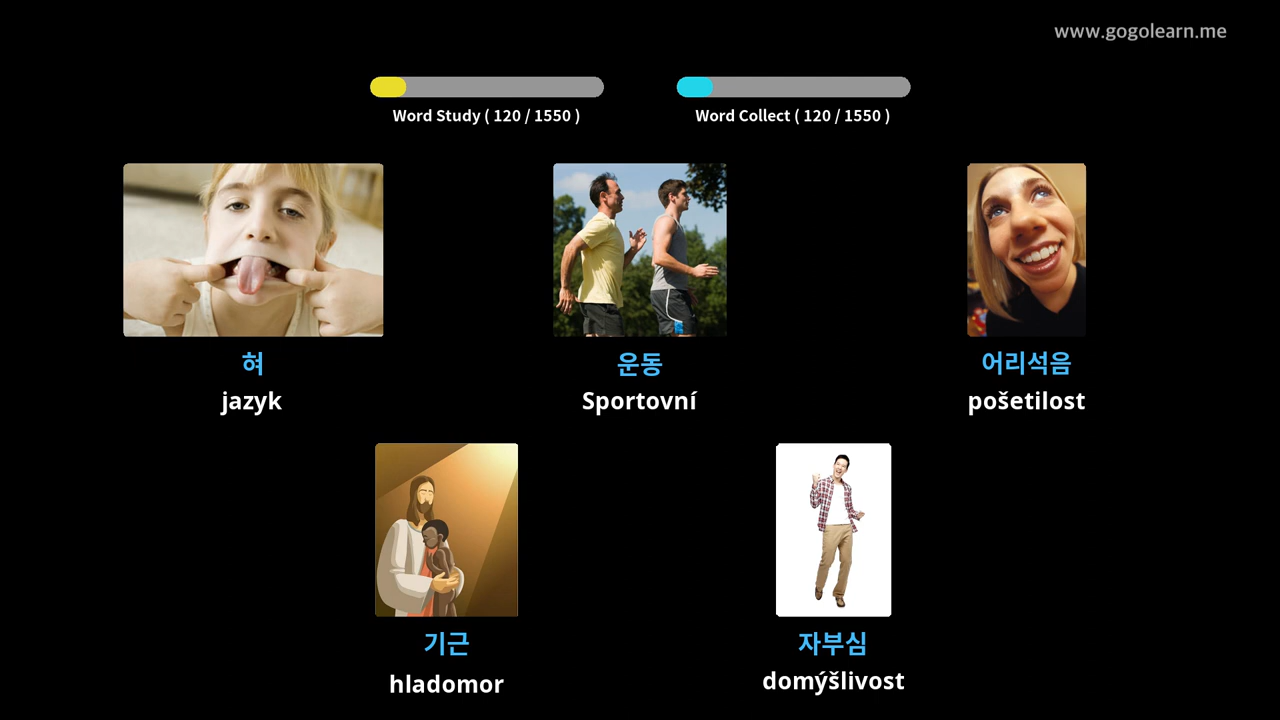 www.gogolearn.me
Word Study ( 120 / 1550 )
Word Collect ( 120 / 1550 )
혀
jazyk
운동
Sportovní
어리석음
pošetilost
기근
hladomor
자부심
domýšlivost